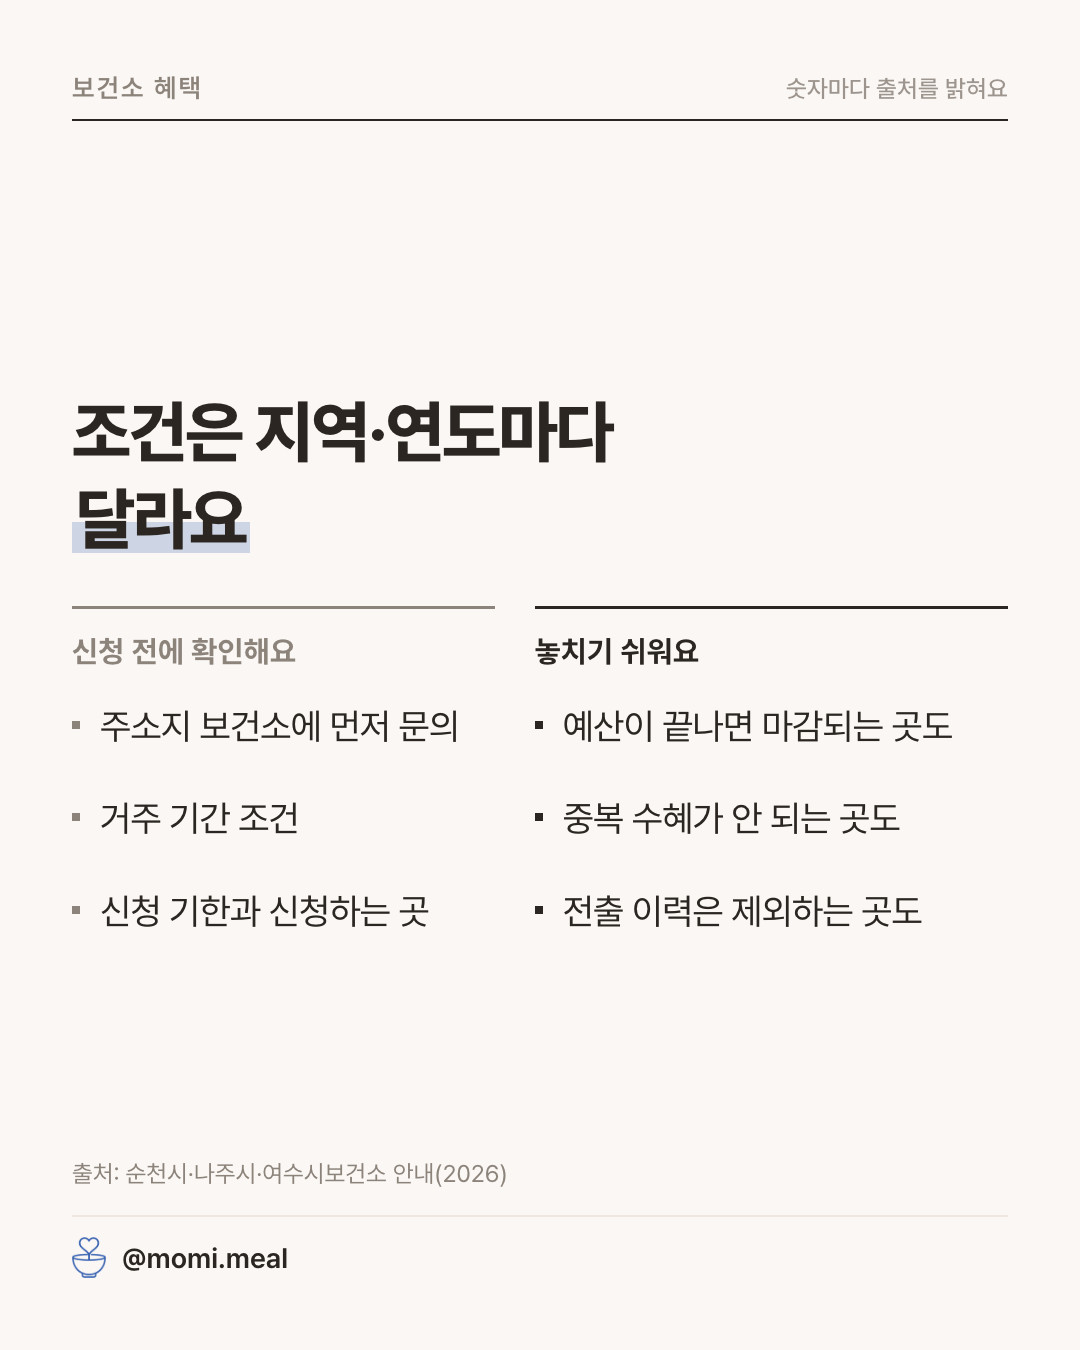 보건소 혜택
숫자마다 출처를 밝혀요
조건은 지역·연도마다
달라요
신청 전에 확인해요
주소지 보건소에 먼저 문의
거주 기간 조건
신청 기한과 신청하는 곳
놓치기 쉬워요
예산이 끝나면 마감되는 곳도
중복 수혜가 안 되는 곳도
전출 이력은 제외하는 곳도
출처: 순천시·나주시·여수시보건소 안내(2026)
@momi.meal